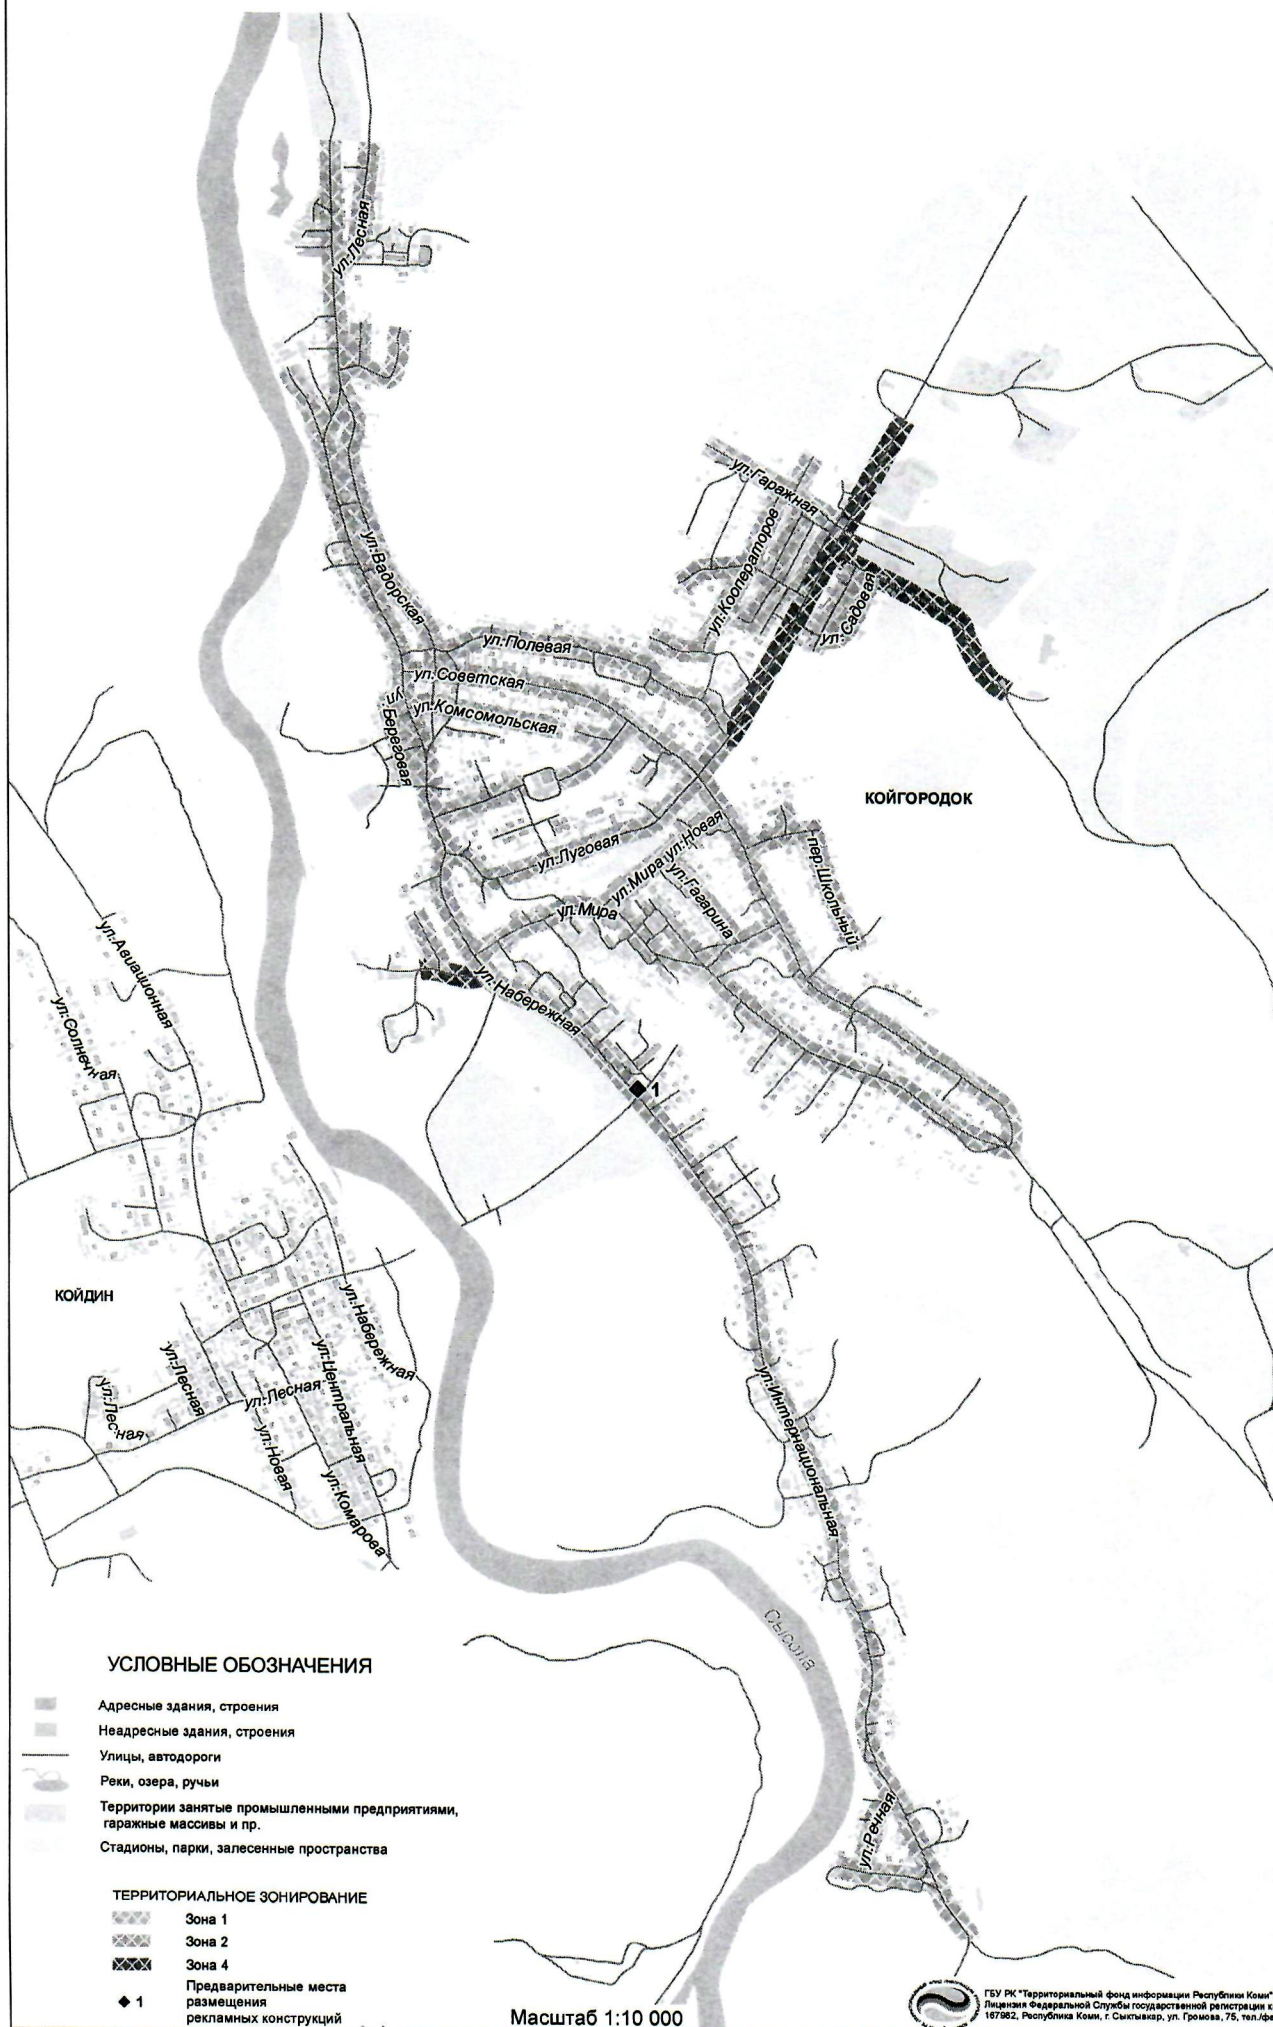 ул.Лесная
ул.Гаражная
ул.Кооператоров
ул.Вадорская
ул.Садовая
ул.Полевая
ул.Советская
ул.Береговая
ул.Комсомольская
КОЙГОРОДОК
ул.Новая
ул.Луговая
ул.Мира
пер.Школьный
ул.Гагарина
ул.Мира
ул.Авиационная
ул.Набережная
ул.Солнечная
1
КОЙДИН
ул.Набережная
ул.Центральная
ул.Лесная
ул.Лесная
ул.Лесная
ул.Интернациональная
ул.Новая
ул.Комарова
Сысола
УСЛОВНЫЕ ОБОЗНАЧЕНИЯ
Адресные здания, строения
Неадресные здания, строения
Улицы, автодороги
Реки, озера, ручьи
Территории занятые промышленными предприятиями,
гаражные массивы и пр.
Стадионы, парки, залесенные пространства
ул.Речная
ТЕРРИТОРИАЛЬНОЕ ЗОНИРОВАНИЕ
Зона 1
Зона 2
Зона 4
1
Предварительные места
размещения
рекламных конструкций
Масштаб 1:10 000
ГБУ РК "Территориальный фонд информации Республики Коми"
Лицензия Федеральной Службы государственной регистрации
167982, Республика Коми, г. Сыктывкар, ул. Громова, 75, тел./